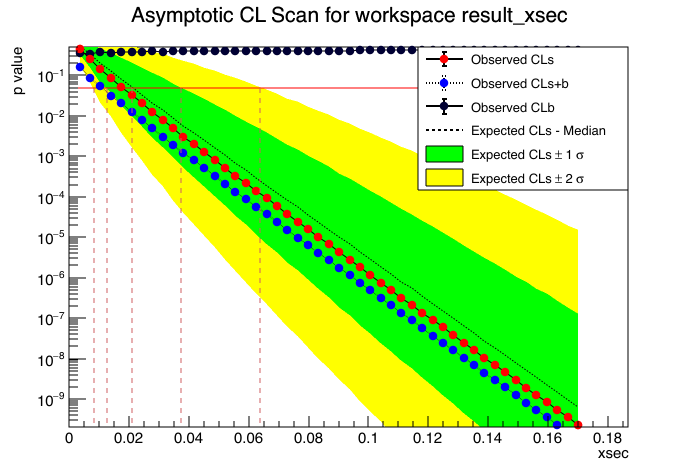 Asymptotic CL Scan for workspace result_xsec
p value
Observed CLs
Observed CLs+b
Observed CLb
Expected CLs - Median
Expected CLs ± 1 σ
Expected CLs ± 2 σ
10⁻¹
10⁻²
10⁻³
10⁻⁴
10⁻⁵
10⁻⁶
10⁻⁷
10⁻⁸
10⁻⁹
0 0.02 0.04 0.06 0.08 0.1 0.12 0.14 0.16 0.18
xsec